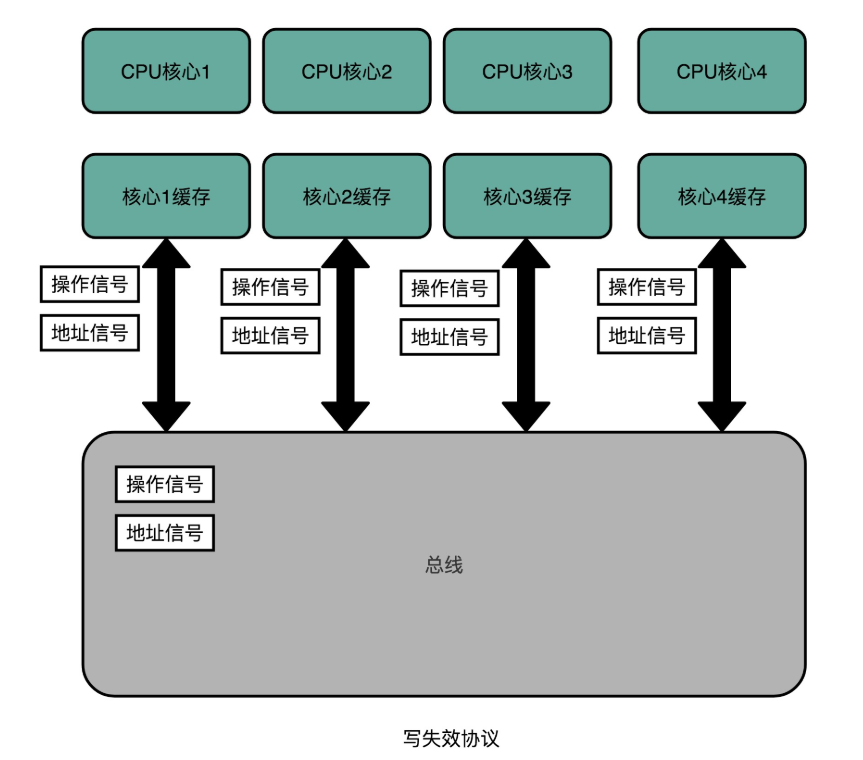 CPU核心1
CPU核心2
CPU核心3
CPU核心4
核心1缓存
核心2缓存
核心3缓存
核心4缓存
操作信号
地址信号
操作信号
地址信号
操作信号
地址信号
操作信号
地址信号
操作信号
地址信号
总线
写失效协议